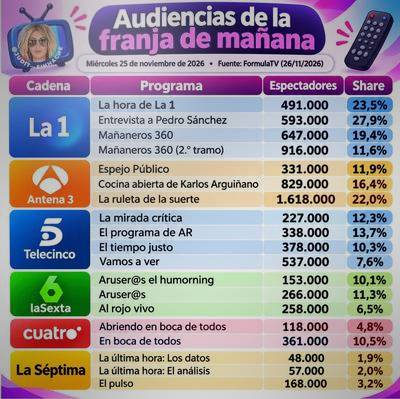 Audiencias de la
franja de mañana
Miércoles 25 de noviembre de 2026 • Fuente: FormulaTV (26/11/2026)
Cadena Programa Espectadores Share
La 1
La hora de La 1 491.000 23,5%
Entrevista a Pedro Sánchez 593.000 27,9%
Mañaneros 360 647.000 19,4%
Mañaneros 360 (2.º tramo) 916.000 11,6%
3
Antena 3
Espejo Público 331.000 11,9%
Cocina abierta de Karlos Arguiñano 829.000 16,4%
La ruleta de la suerte 1.618.000 22,0%
5
Telecinco
La mirada crítica 227.000 12,3%
El programa de AR 338.000 13,7%
El tiempo justo 378.000 10,3%
Vamos a ver 537.000 7,6%
6
laSexta
Aruser@s el humorning 153.000 10,1%
Aruser@s 266.000 11,3%
Al rojo vivo 258.000 6,5%
cuatro
Abriendo en boca de todos 118.000 4,8%
En boca de todos 361.000 10,5%
La Séptima
La última hora: Los datos 48.000 1,9%
La última hora: El análisis 57.000 2,0%
El pulso 168.000 3,2%